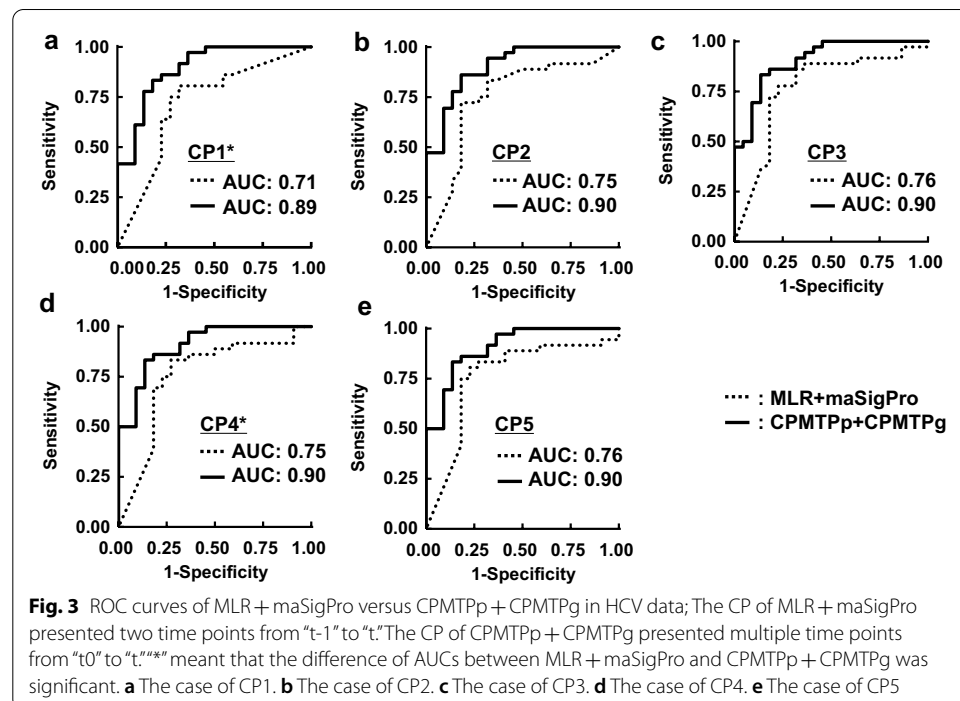 a
1.00
0.75
0.50
0.25
0.00
Sensitivity
CP1*
AUC: 0.71
AUC: 0.89
0.00 0.25 0.50 0.75 1.00
1-Specificity
b
1.00
0.75
0.50
0.25
0.00
Sensitivity
CP2
AUC: 0.75
AUC: 0.90
0.00 0.25 0.50 0.75 1.00
1-Specificity
c
1.00
0.75
0.50
0.25
0.00
Sensitivity
CP3
AUC: 0.76
AUC: 0.90
0.00 0.25 0.50 0.75 1.00
1-Specificity
d
1.00
0.75
0.50
0.25
0.00
Sensitivity
CP4*
AUC: 0.75
AUC: 0.90
0.00 0.25 0.50 0.75 1.00
1-Specificity
e
1.00
0.75
0.50
0.25
0.00
Sensitivity
CP5
AUC: 0.76
AUC: 0.90
0.00 0.25 0.50 0.75 1.00
1-Specificity
: MLR+maSigPro
: CPMTPp+CPMTPg
Fig. 3 ROC curves of MLR + maSigPro versus CPMTPp + CPMTPg in HCV data; The CP of MLR + maSigPro
presented two time points from “t-1” to “t.” The CP of CPMTPp + CPMTPg presented multiple time points
from “t0” to “t.” “*” meant that the difference of AUCs between MLR + maSigPro and CPMTPp + CPMTPg was
significant. a The case of CP1. b The case of CP2. c The case of CP3. d The case of CP4. e The case of CP5